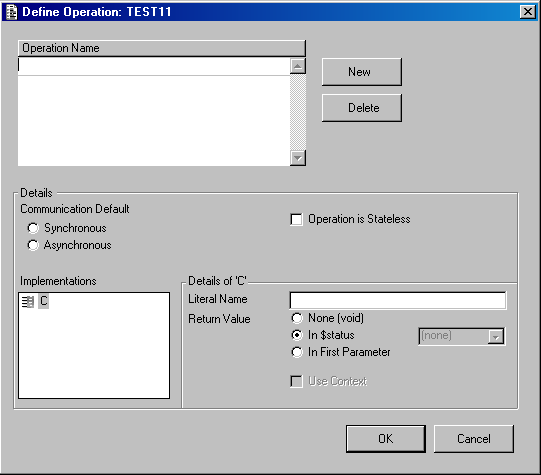 Define Operation: TEST11
Operation Name
New
Delete
Details
Communication Default
Synchronous
Asynchronous
Operation is Stateless
Implementations
C
Details of 'C'
Literal Name
Return Value
None (void)
In $status
(none)
In First Parameter
Use Context
OK
Cancel